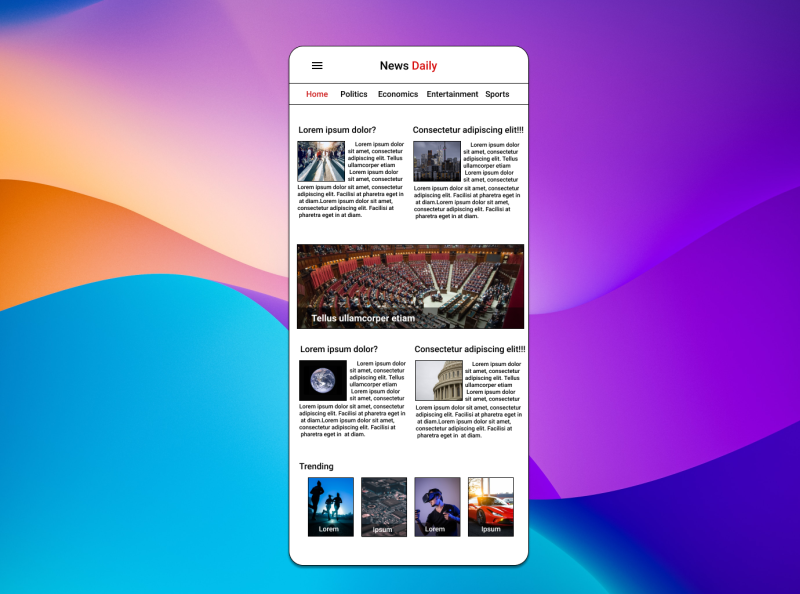 News Daily
Home Politics Economics Entertainment Sports
Lorem ipsum dolor?
Lorem ipsum dolor
sit amet, consectetur
adipiscing elit. Tellus
ullamcorper etiam
Lorem ipsum dolor
sit amet, consectetur
Lorem ipsum dolor sit amet, consectetur
adipiscing elit. Facilisi at pharetra eget in
at diam.Lorem ipsum dolor sit amet,
consectetur adipiscing elit. Facilisi at
pharetra eget in at diam.
Consectetur adipiscing elit!!!
Lorem ipsum dolor
sit amet, consectetur
adipiscing elit. Tellus
ullamcorper etiam
Lorem ipsum dolor
sit amet, consectetur
Lorem ipsum dolor sit amet, consectetur
adipiscing elit. Facilisi at pharetra eget in
at diam.Lorem ipsum dolor sit amet,
consectetur adipiscing elit. Facilisi at
pharetra eget in at diam.
Tellus ullamcorper etiam
Lorem ipsum dolor?
Lorem ipsum dolor
sit amet, consectetur
adipiscing elit. Tellus
ullamcorper etiam
Lorem ipsum dolor
sit amet, consectetur
Lorem ipsum dolor sit amet, consectetur
adipiscing elit. Facilisi at pharetra eget in
at diam.Lorem ipsum dolor sit amet,
consectetur adipiscing elit. Facilisi at
pharetra eget in at diam.
Consectetur adipiscing elit!!!
Lorem ipsum dolor
sit amet, consectetur
adipiscing elit. Tellus
ullamcorper etiam
Lorem ipsum dolor
sit amet, consectetur
Lorem ipsum dolor sit amet, consectetur
adipiscing elit. Facilisi at pharetra eget in
at diam.Lorem ipsum dolor sit amet,
consectetur adipiscing elit. Facilisi at
pharetra eget in at diam.
Trending
Lorem
ipsum
Lorem
Ipsum